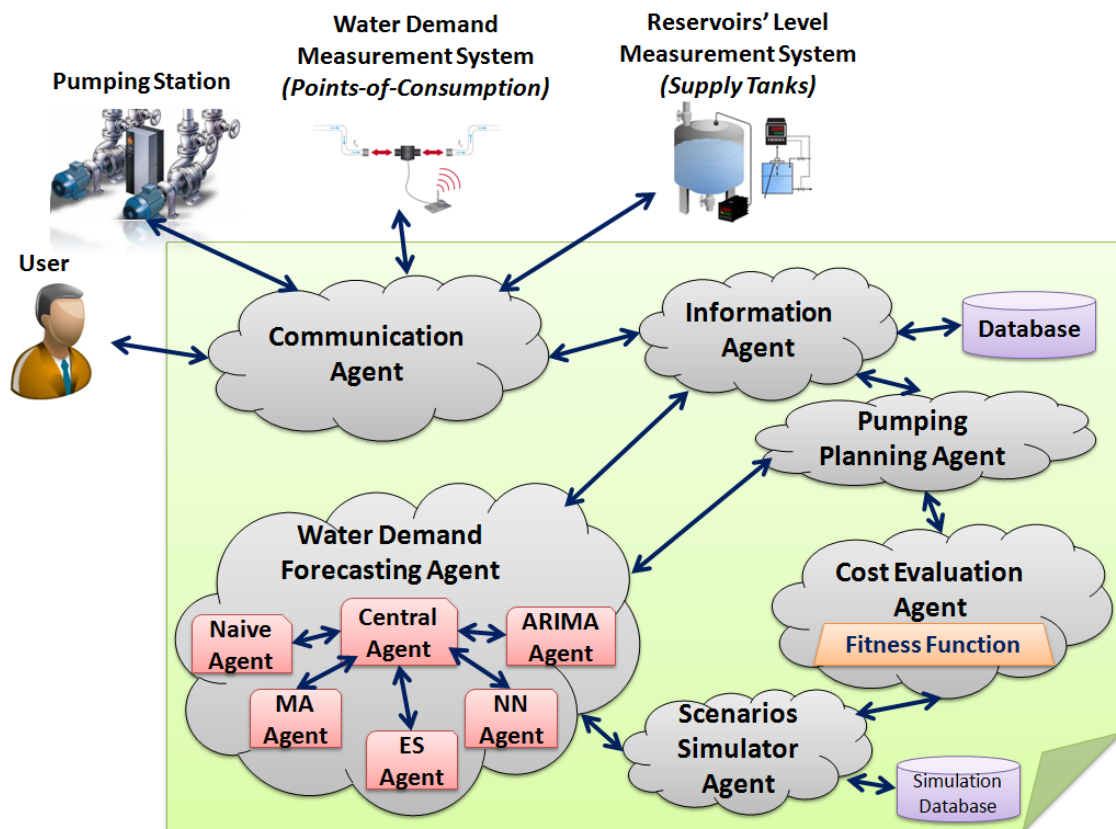 Water Demand
Measurement System
(Points-of-Consumption)
Reservoirs' Level
Measurement System
(Supply Tanks)
Pumping Station
User
Communication
Agent
Information
Agent
Database
Pumping
Planning Agent
Water Demand
Forecasting Agent
Cost Evaluation
Agent
Fitness Function
Naive
Agent
Central
Agent
ARIMA
Agent
MA
Agent
ES
Agent
NN
Agent
Scenarios
Simulator
Agent
Simulation
Database